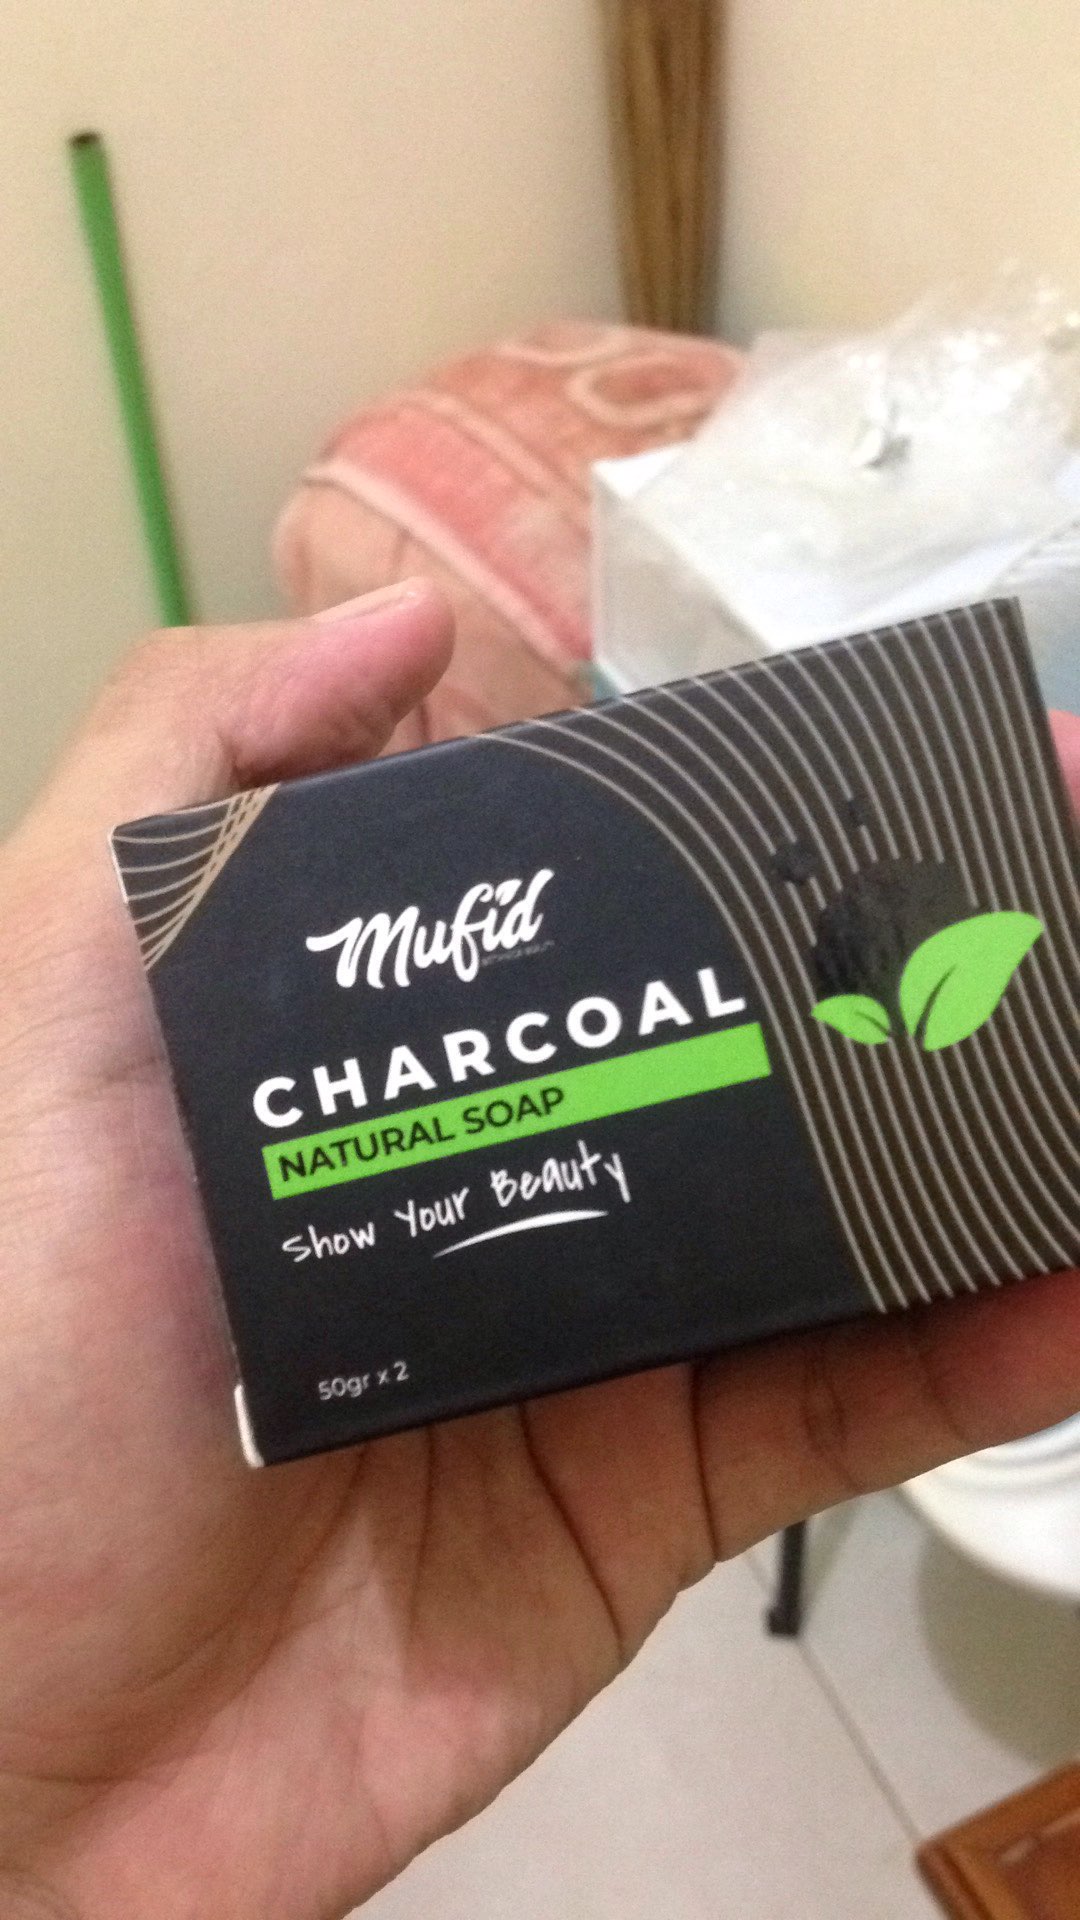 Mufid
CHARCOAL
NATURAL SOAP
Show Your Beauty
50gr x 2